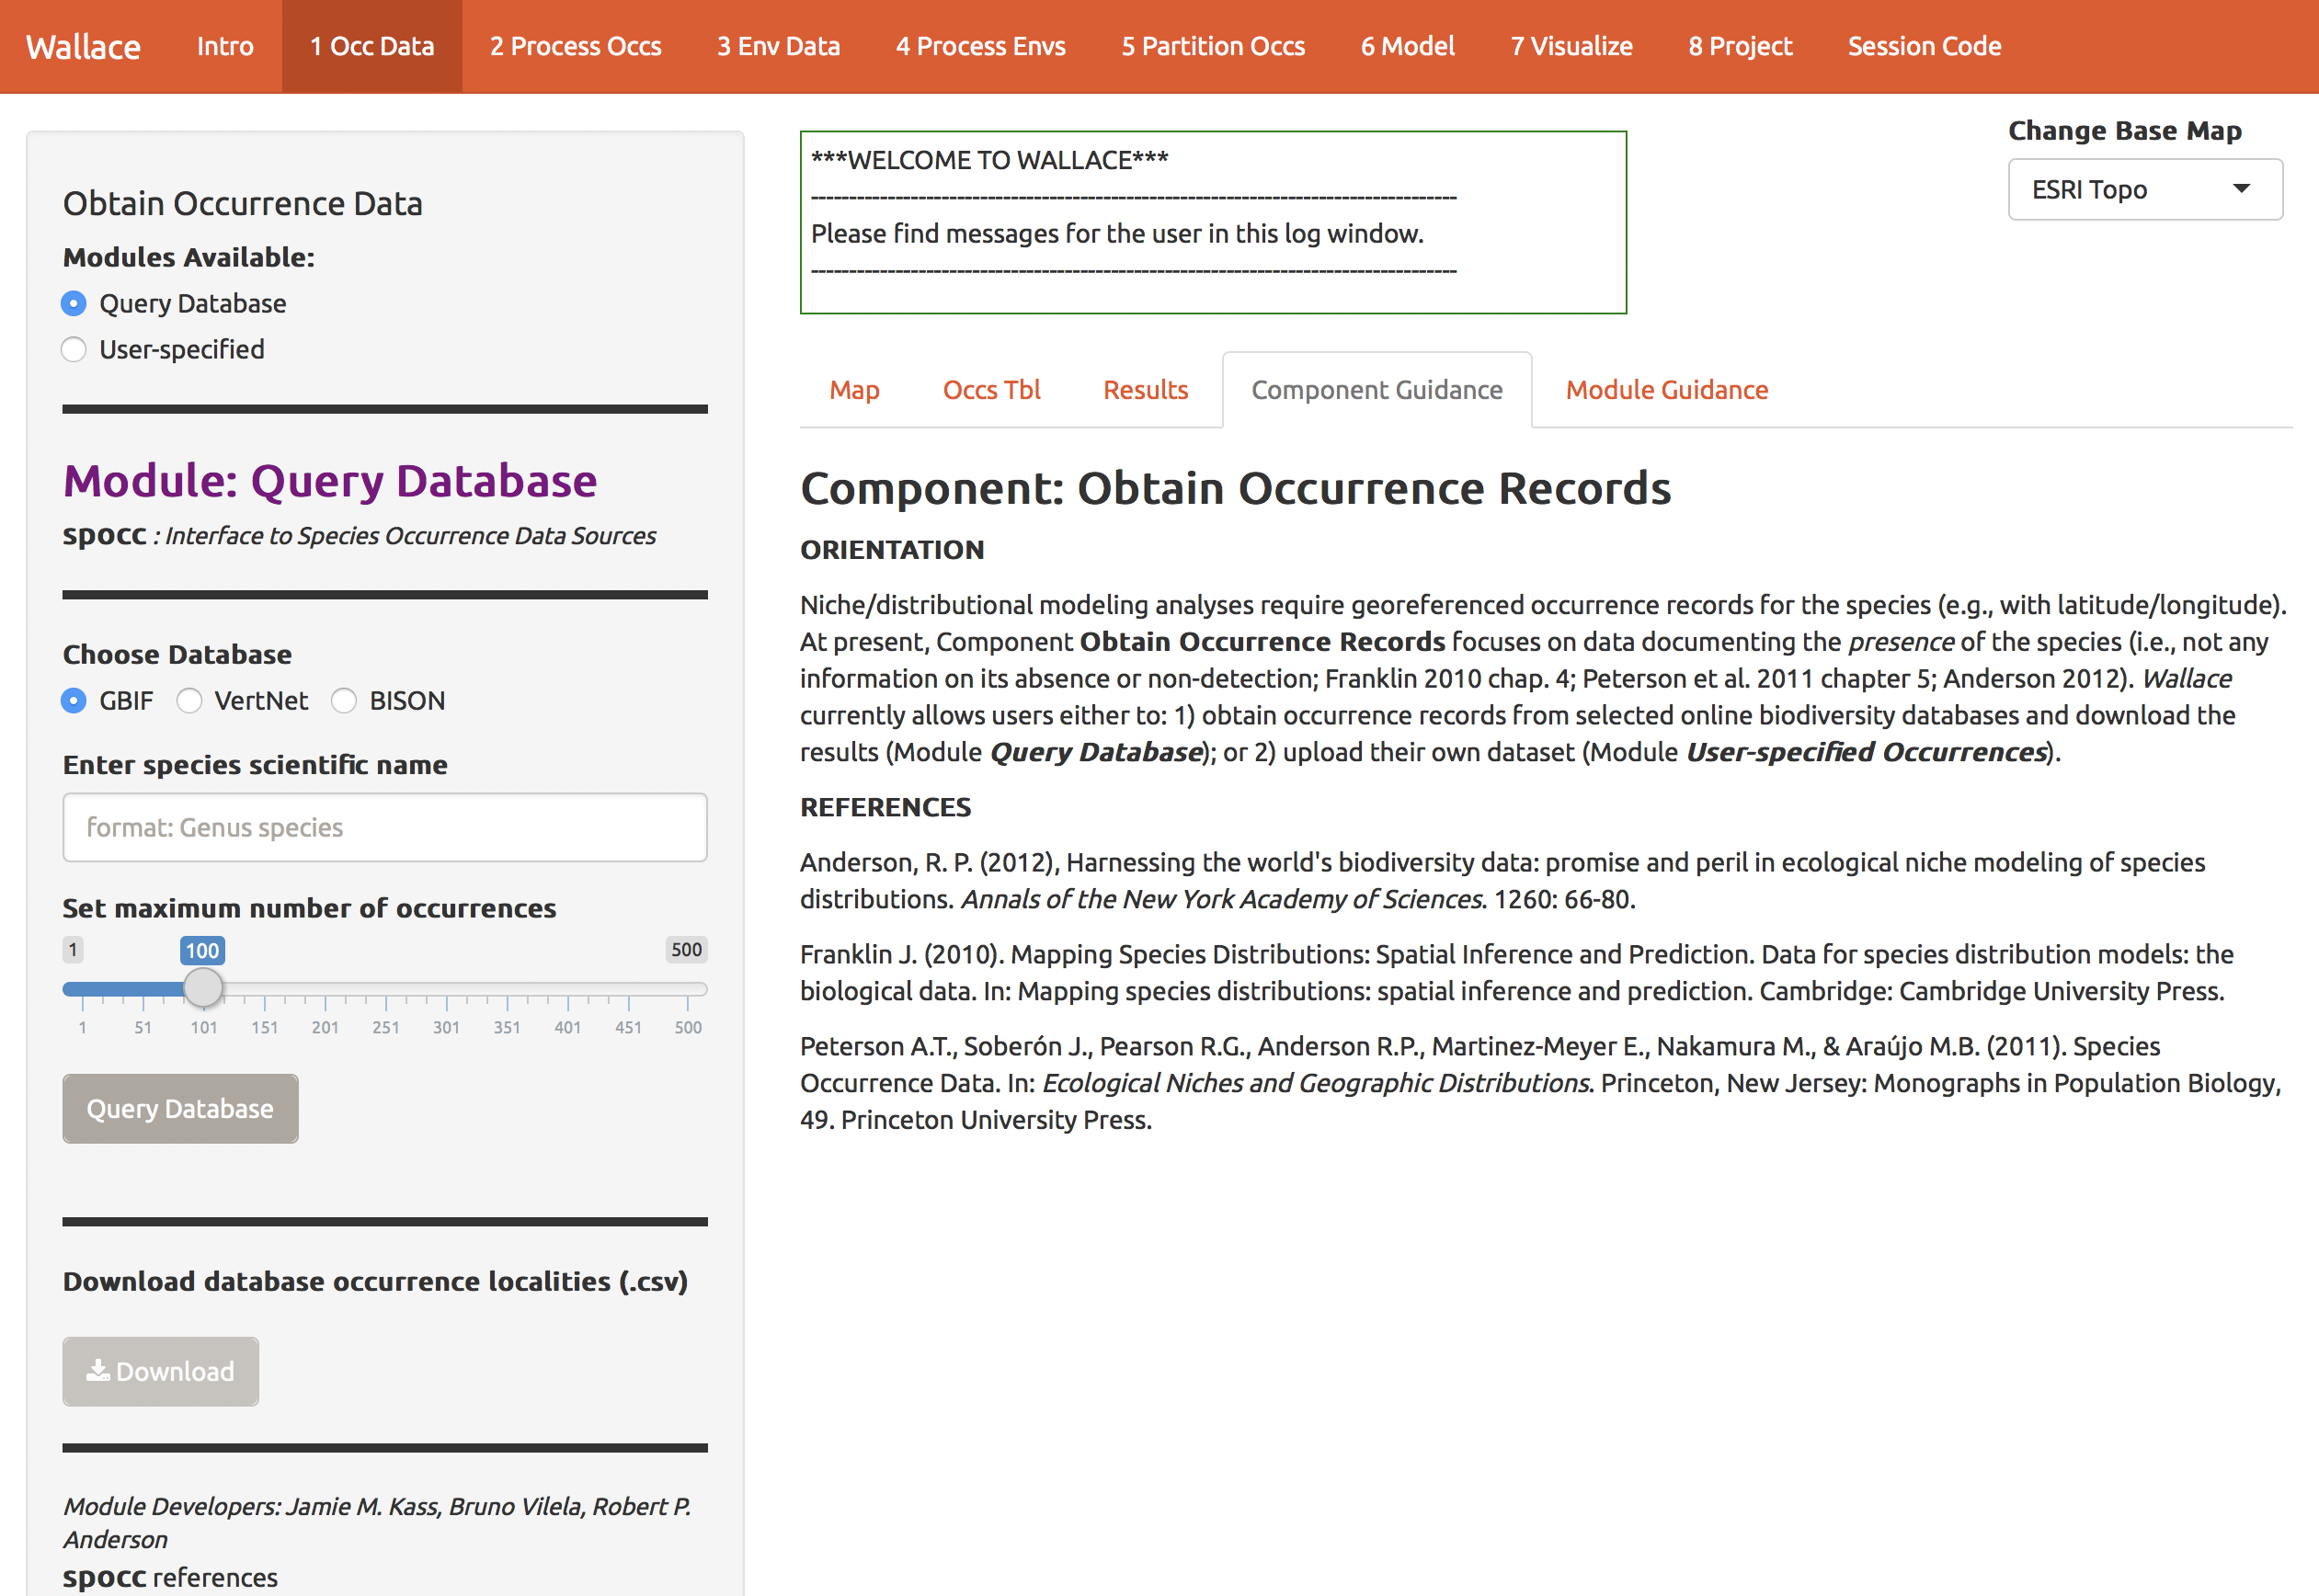 Wallace Intro 1 Occ Data 2 Process Occs 3 Env Data 4 Process Envs 5 Partition Occs 6 Model 7 Visualize 8 Project Session Code
Obtain Occurrence Data
Modules Available:
Query Database
User-specified
Module: Query Database
spocc : Interface to Species Occurrence Data Sources
Choose Database
GBIF VertNet BISON
Enter species scientific name
format: Genus species
Set maximum number of occurrences
1 100 500
1 51 101 151 201 251 301 351 401 451 500
Query Database
Download database occurrence localities (.csv)
Download
Module Developers: Jamie M. Kass, Bruno Vilela, Robert P.
Anderson
spocc references
***WELCOME TO WALLACE***
--------------------------------------------------------------------------------------
Please find messages for the user in this log window.
--------------------------------------------------------------------------------------
Change Base Map
ESRI Topo
Map Occs Tbl Results Component Guidance Module Guidance
Component: Obtain Occurrence Records
ORIENTATION
Niche/distributional modeling analyses require georeferenced occurrence records for the species (e.g., with latitude/longitude).
At present, Component Obtain Occurrence Records focuses on data documenting the presence of the species (i.e., not any
information on its absence or non-detection; Franklin 2010 chap. 4; Peterson et al. 2011 chapter 5; Anderson 2012). Wallace
currently allows users either to: 1) obtain occurrence records from selected online biodiversity databases and download the
results (Module Query Database); or 2) upload their own dataset (Module User-specified Occurrences).
REFERENCES
Anderson, R. P. (2012), Harnessing the world's biodiversity data: promise and peril in ecological niche modeling of species
distributions. Annals of the New York Academy of Sciences. 1260: 66-80.
Franklin J. (2010). Mapping Species Distributions: Spatial Inference and Prediction. Data for species distribution models: the
biological data. In: Mapping species distributions: spatial inference and prediction. Cambridge: Cambridge University Press.
Peterson A.T., Soberón J., Pearson R.G., Anderson R.P., Martinez-Meyer E., Nakamura M., & Araújo M.B. (2011). Species
Occurrence Data. In: Ecological Niches and Geographic Distributions. Princeton, New Jersey: Monographs in Population Biology,
49. Princeton University Press.